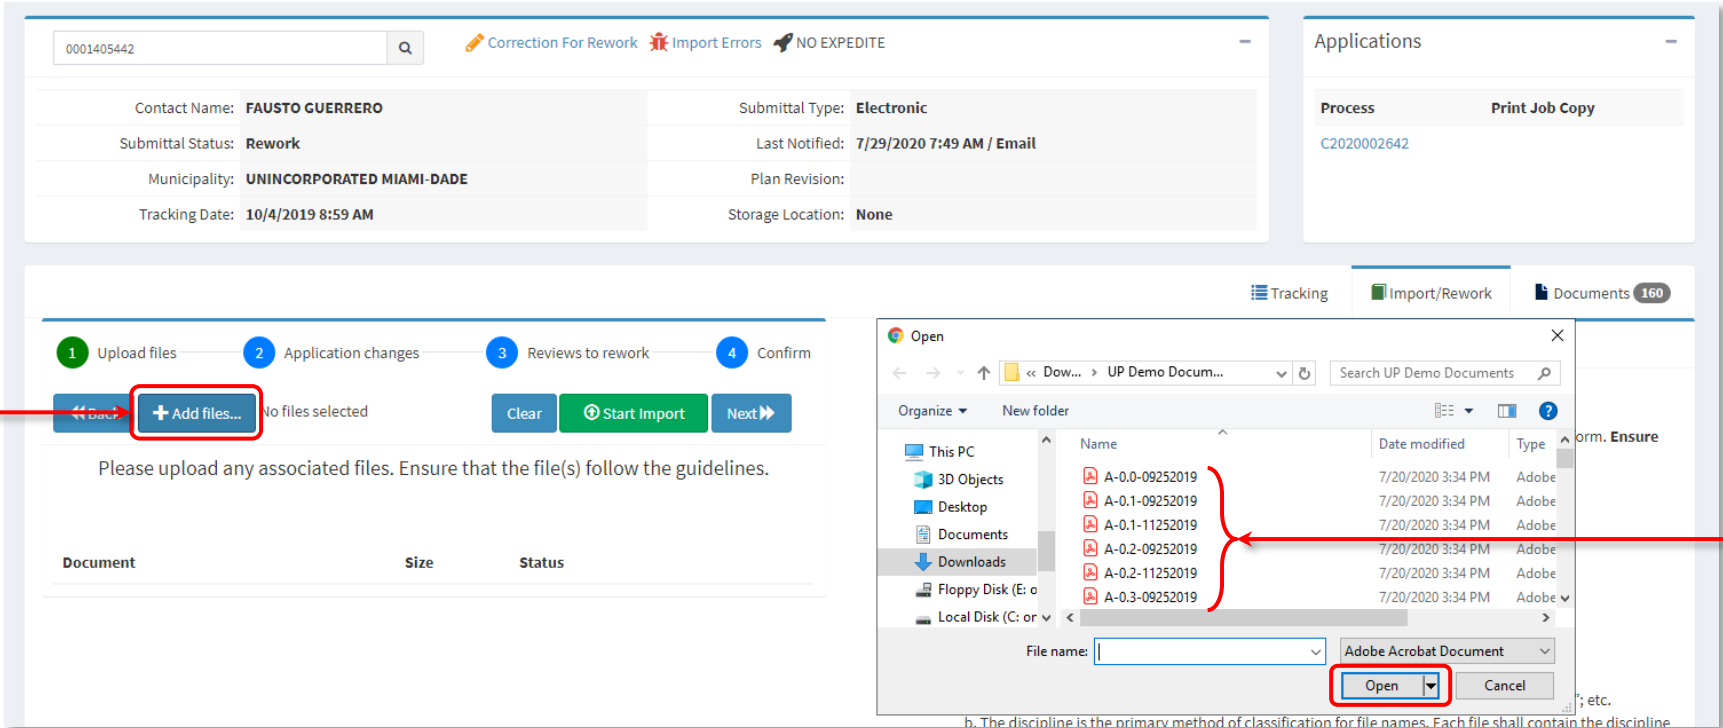 0001405442
Correction For Rework Import Errors NO EXPEDITE
Applications
Contact Name: FAUSTO GUERRERO Submittal Type: Electronic
Process Print Job Copy
Submittal Status: Rework Last Notified: 7/29/2020 7:49 AM / Email
C2020002642
Municipality: UNINCORPORATED MIAMI-DADE Plan Revision:
Tracking Date: 10/4/2019 8:59 AM Storage Location: None
Tracking Import/Rework Documents 160
1 Upload files 2 Application changes 3 Reviews to rework 4 Confirm
Back Add files... No files selected Clear Start Import Next
Please upload any associated files. Ensure that the file(s) follow the guidelines.
Document Size Status
Open
« Dow... › UP Demo Docum... Search UP Demo Documents
Organize New folder
orm. Ensure
This PC
3D Objects
Desktop
Documents
Downloads
Floppy Disk (E: o
Local Disk (C: or
Name Date modified Type
A-0.0-09252019 7/20/2020 3:34 PM Adobe
A-0.1-09252019 7/20/2020 3:34 PM Adobe
A-0.1-11252019 7/20/2020 3:34 PM Adobe
A-0.2-09252019 7/20/2020 3:34 PM Adobe
A-0.2-11252019 7/20/2020 3:34 PM Adobe
A-0.3-09252019 7/20/2020 3:34 PM Adobe
File name: Adobe Acrobat Document
Open Cancel
"; etc.
b. The discipline is the primary method of classification for file names. Each file shall contain the discipline